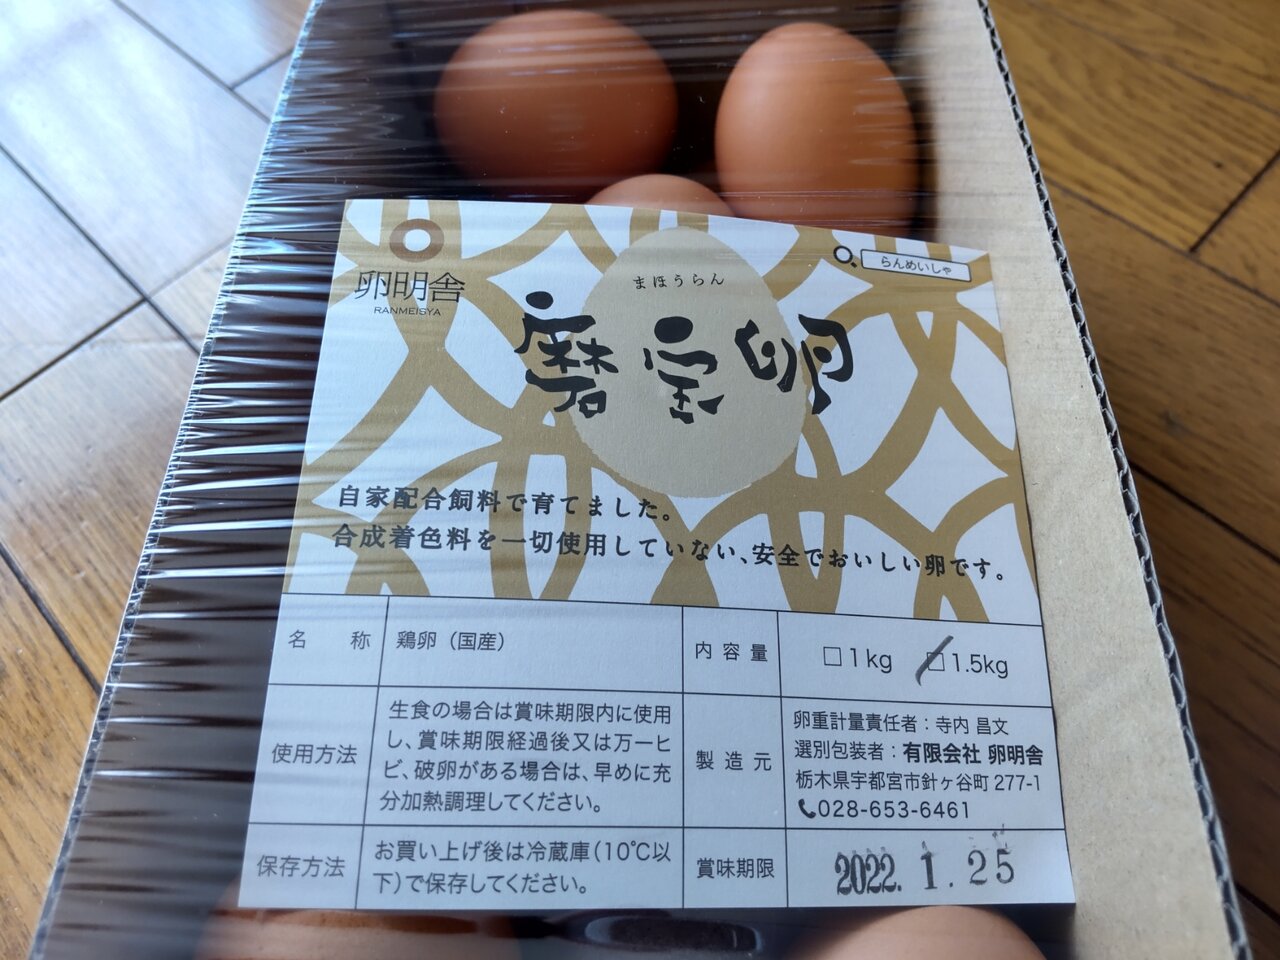 卵明舎
RANMEISYA
らんめいしゃ
まほうらん
磨宝卵
自家配合飼料で育てました。
合成着色料を一切使用していない、安全でおいしい卵です。
名称
鶏卵（国産）
内容量
□1kg □1.5kg
使用方法
生食の場合は賞味期限内に使用
し、賞味期限経過後又は万一ヒ
ビ、破卵がある場合は、早めに充
分加熱調理してください。
製造元
卵重計量責任者：寺内 昌文
選別包装者：有限会社 卵明舎
栃木県宇都宮市針ヶ谷町 277-1
028-653-6461
保存方法
お買い上げ後は冷蔵庫（10℃以
下）で保存してください。
賞味期限
2022. 1. 25